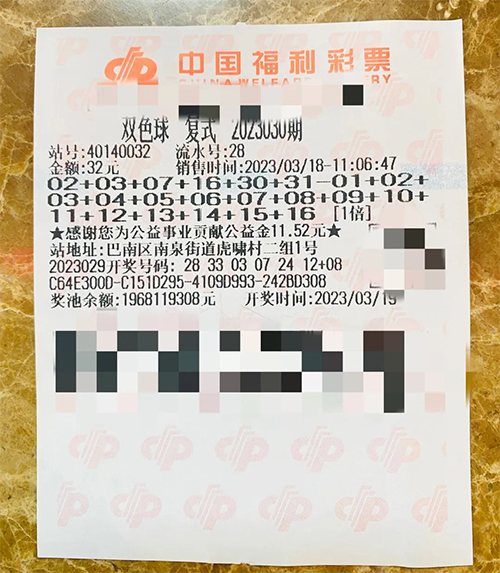 中国福利彩票
CHINA WELFARE LOTTERY
双色球 复式 2023030期
站号:40140032 流水号:28
金额:32元 销售时间:2023/03/18-11:06:47
02+03+07+16+30+31-01+02+
03+04+05+06+07+08+09+10+
11+12+13+14+15+16 [1倍]
★感谢您为公益事业贡献公益金11.52元★
站地址:巴南区南泉街道虎啸村二组1号
2023029开奖号码: 28 33 03 07 24 12+08
C64E300D-C151D295-4109D993-242BD308
奖池余额:1968119308元 开奖时间:2023/03/19